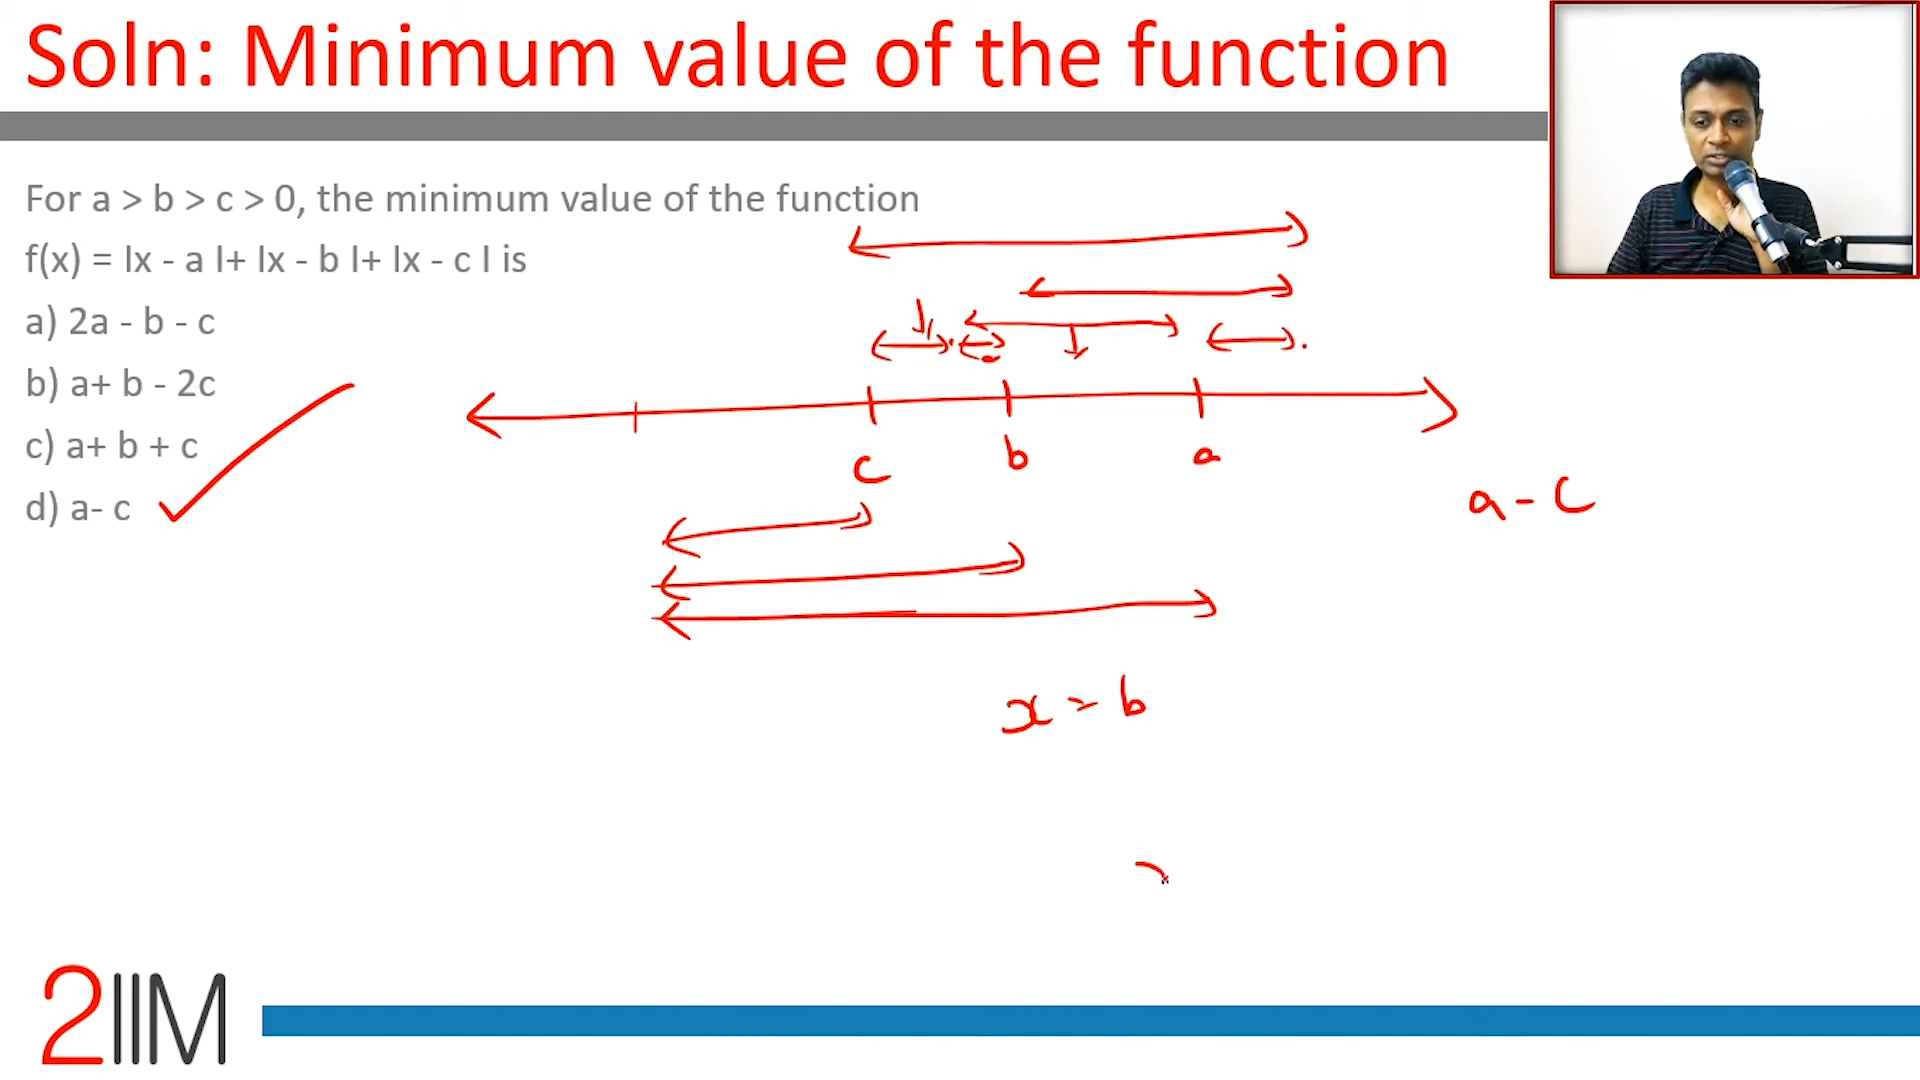 Soln: Minimum value of the function
For a > b > c > 0, the minimum value of the function
f(x) = lx - a l+ lx - b l+ lx - c l is
a) 2a - b - c
b) a+ b - 2c
c) a+ b + c
d) a- c
c b a
a - c
x = b
2IIM